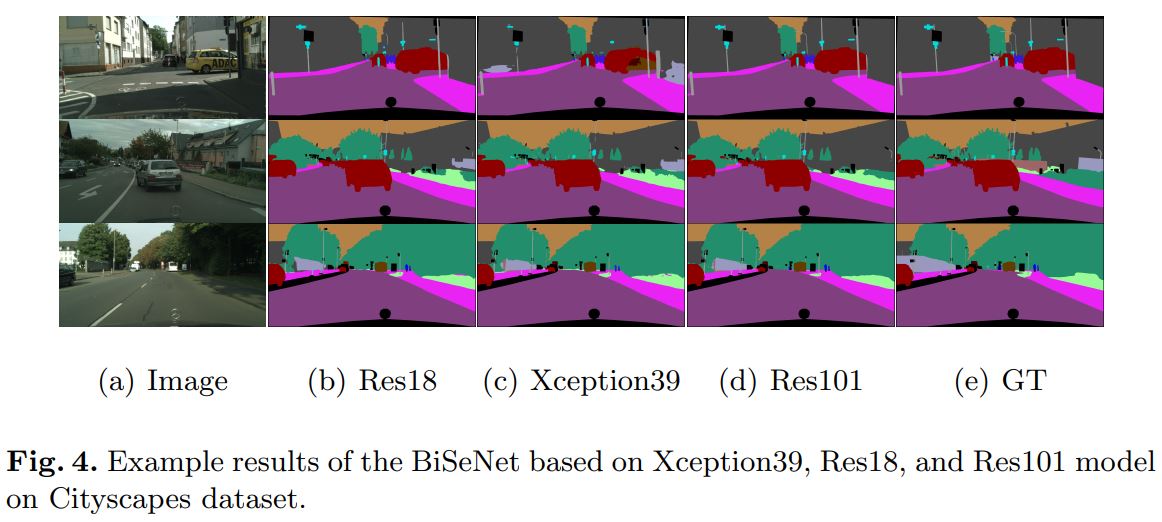 ADAC
(a) Image (b) Res18 (c) Xception39 (d) Res101 (e) GT
Fig. 4. Example results of the BiSeNet based on Xception39, Res18, and Res101 model
on Cityscapes dataset.